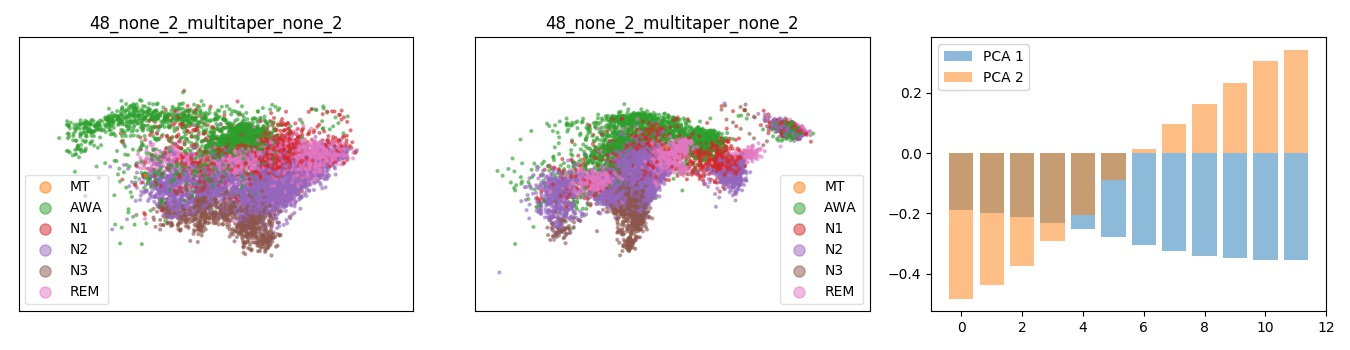 48_none_2_multitaper_none_2
MT
AWA
N1
N2
N3
REM
48_none_2_multitaper_none_2
MT
AWA
N1
N2
N3
REM
PCA 1
PCA 2
0.2
0.0
−0.2
−0.4
0 2 4 6 8 10 12